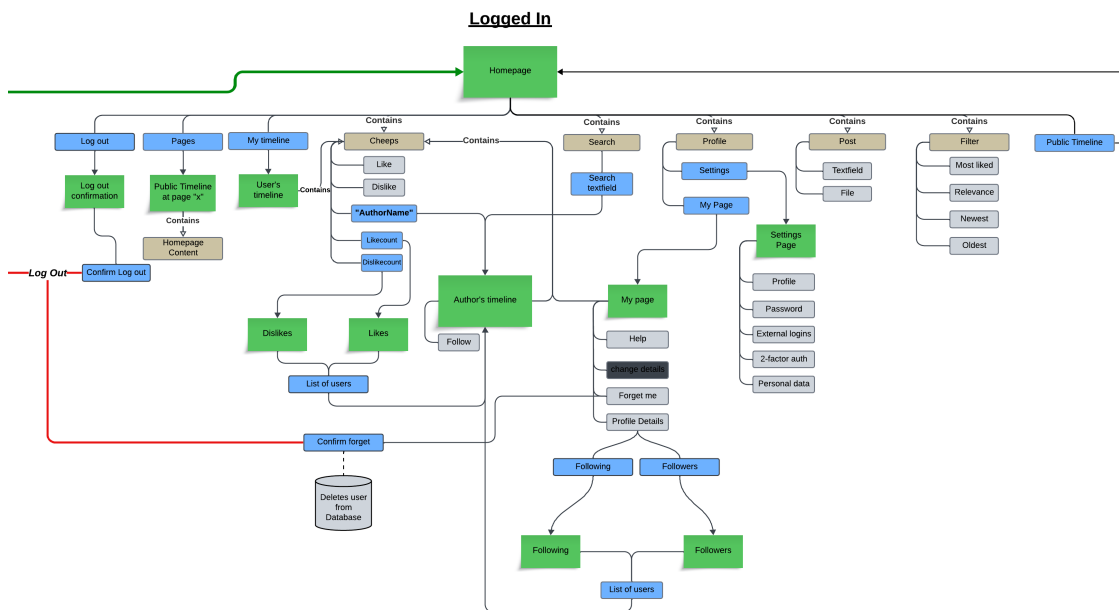 Logged In
Homepage
Contains
Contains
Contains
Contains
Contains
Log out
Pages
My timeline
Cheeps
Contains
Search
Profile
Post
Filter
Public Timeline
Like
Dislike
"AuthorName"
Likecount
Dislikecount
Search
textfield
Settings
My Page
Textfield
File
Most liked
Relevance
Newest
Oldest
Log out
confirmation
Public Timeline
at page "x"
User's
timeline
Contains
Contains
Homepage
Content
Settings
Page
Log Out
Confirm Log out
Author's timeline
My page
Profile
Password
External logins
2-factor auth
Personal data
Dislikes
Likes
Follow
Help
change details
Forget me
Profile Details
List of users
Confirm forget
Deletes user
from
Database
Following
Followers
Following
Followers
List of users